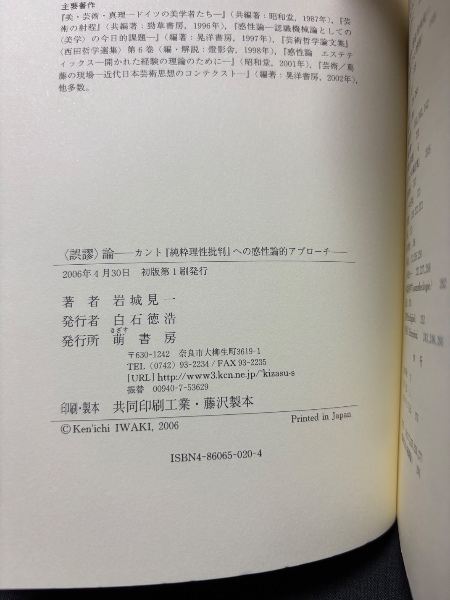 主要著作
『美・芸術・真理―ドイツの美学者たち―』(共編著:昭和堂, 1987年),『芸
術の射程』(共編著:勁草書房, 1996年),『感性論―認識機械論としての
〈美学〉の今日的課題―』(編著:晃洋書房, 1997年),『芸術哲学論文集』
(西田哲学選集)第6巻(編・解説:燈影舎, 1998年),『感性論 エステテ
ィックス―開かれた経験の理論のために―』(昭和堂, 2001年),『芸術/葛
藤の現場―近代日本芸術思想のコンテクスト―』(編著:晃洋書房, 2002年),
他多数。
〈誤謬〉論――カント『純粋理性批判』への感性論的アプローチ――
2006年4月30日 初版第1刷発行
著 者 岩城見一
発行者 白石徳浩
きざす
発行所 萌書房
〒630-1242 奈良市大柳生町3619-1
TEL (0742) 93-2234 / FAX 93-2235
[URL] http://www3.kcn.ne.jp/~kizasu-s
振替 00940-7-53629
印刷・製本 共同印刷工業・藤沢製本
©Ken'ichi IWAKI, 2006
Printed in Japan
ISBN4-86065-020-4